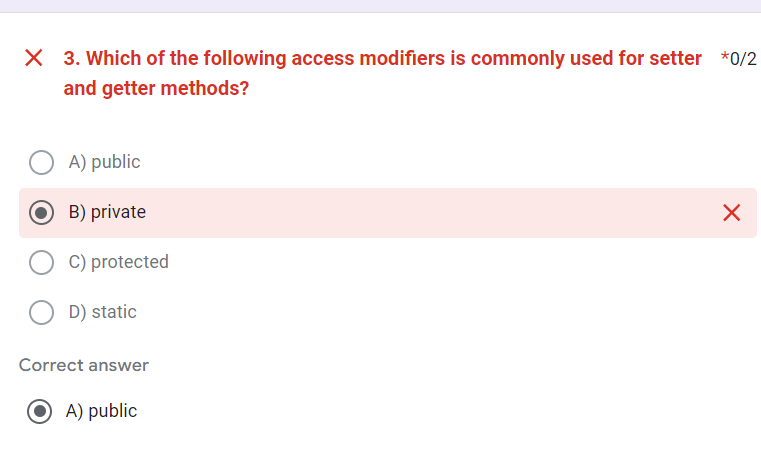 3. Which of the following access modifiers is commonly used for setter *0/2
and getter methods?
A) public
B) private
C) protected
D) static
Correct answer
A) public